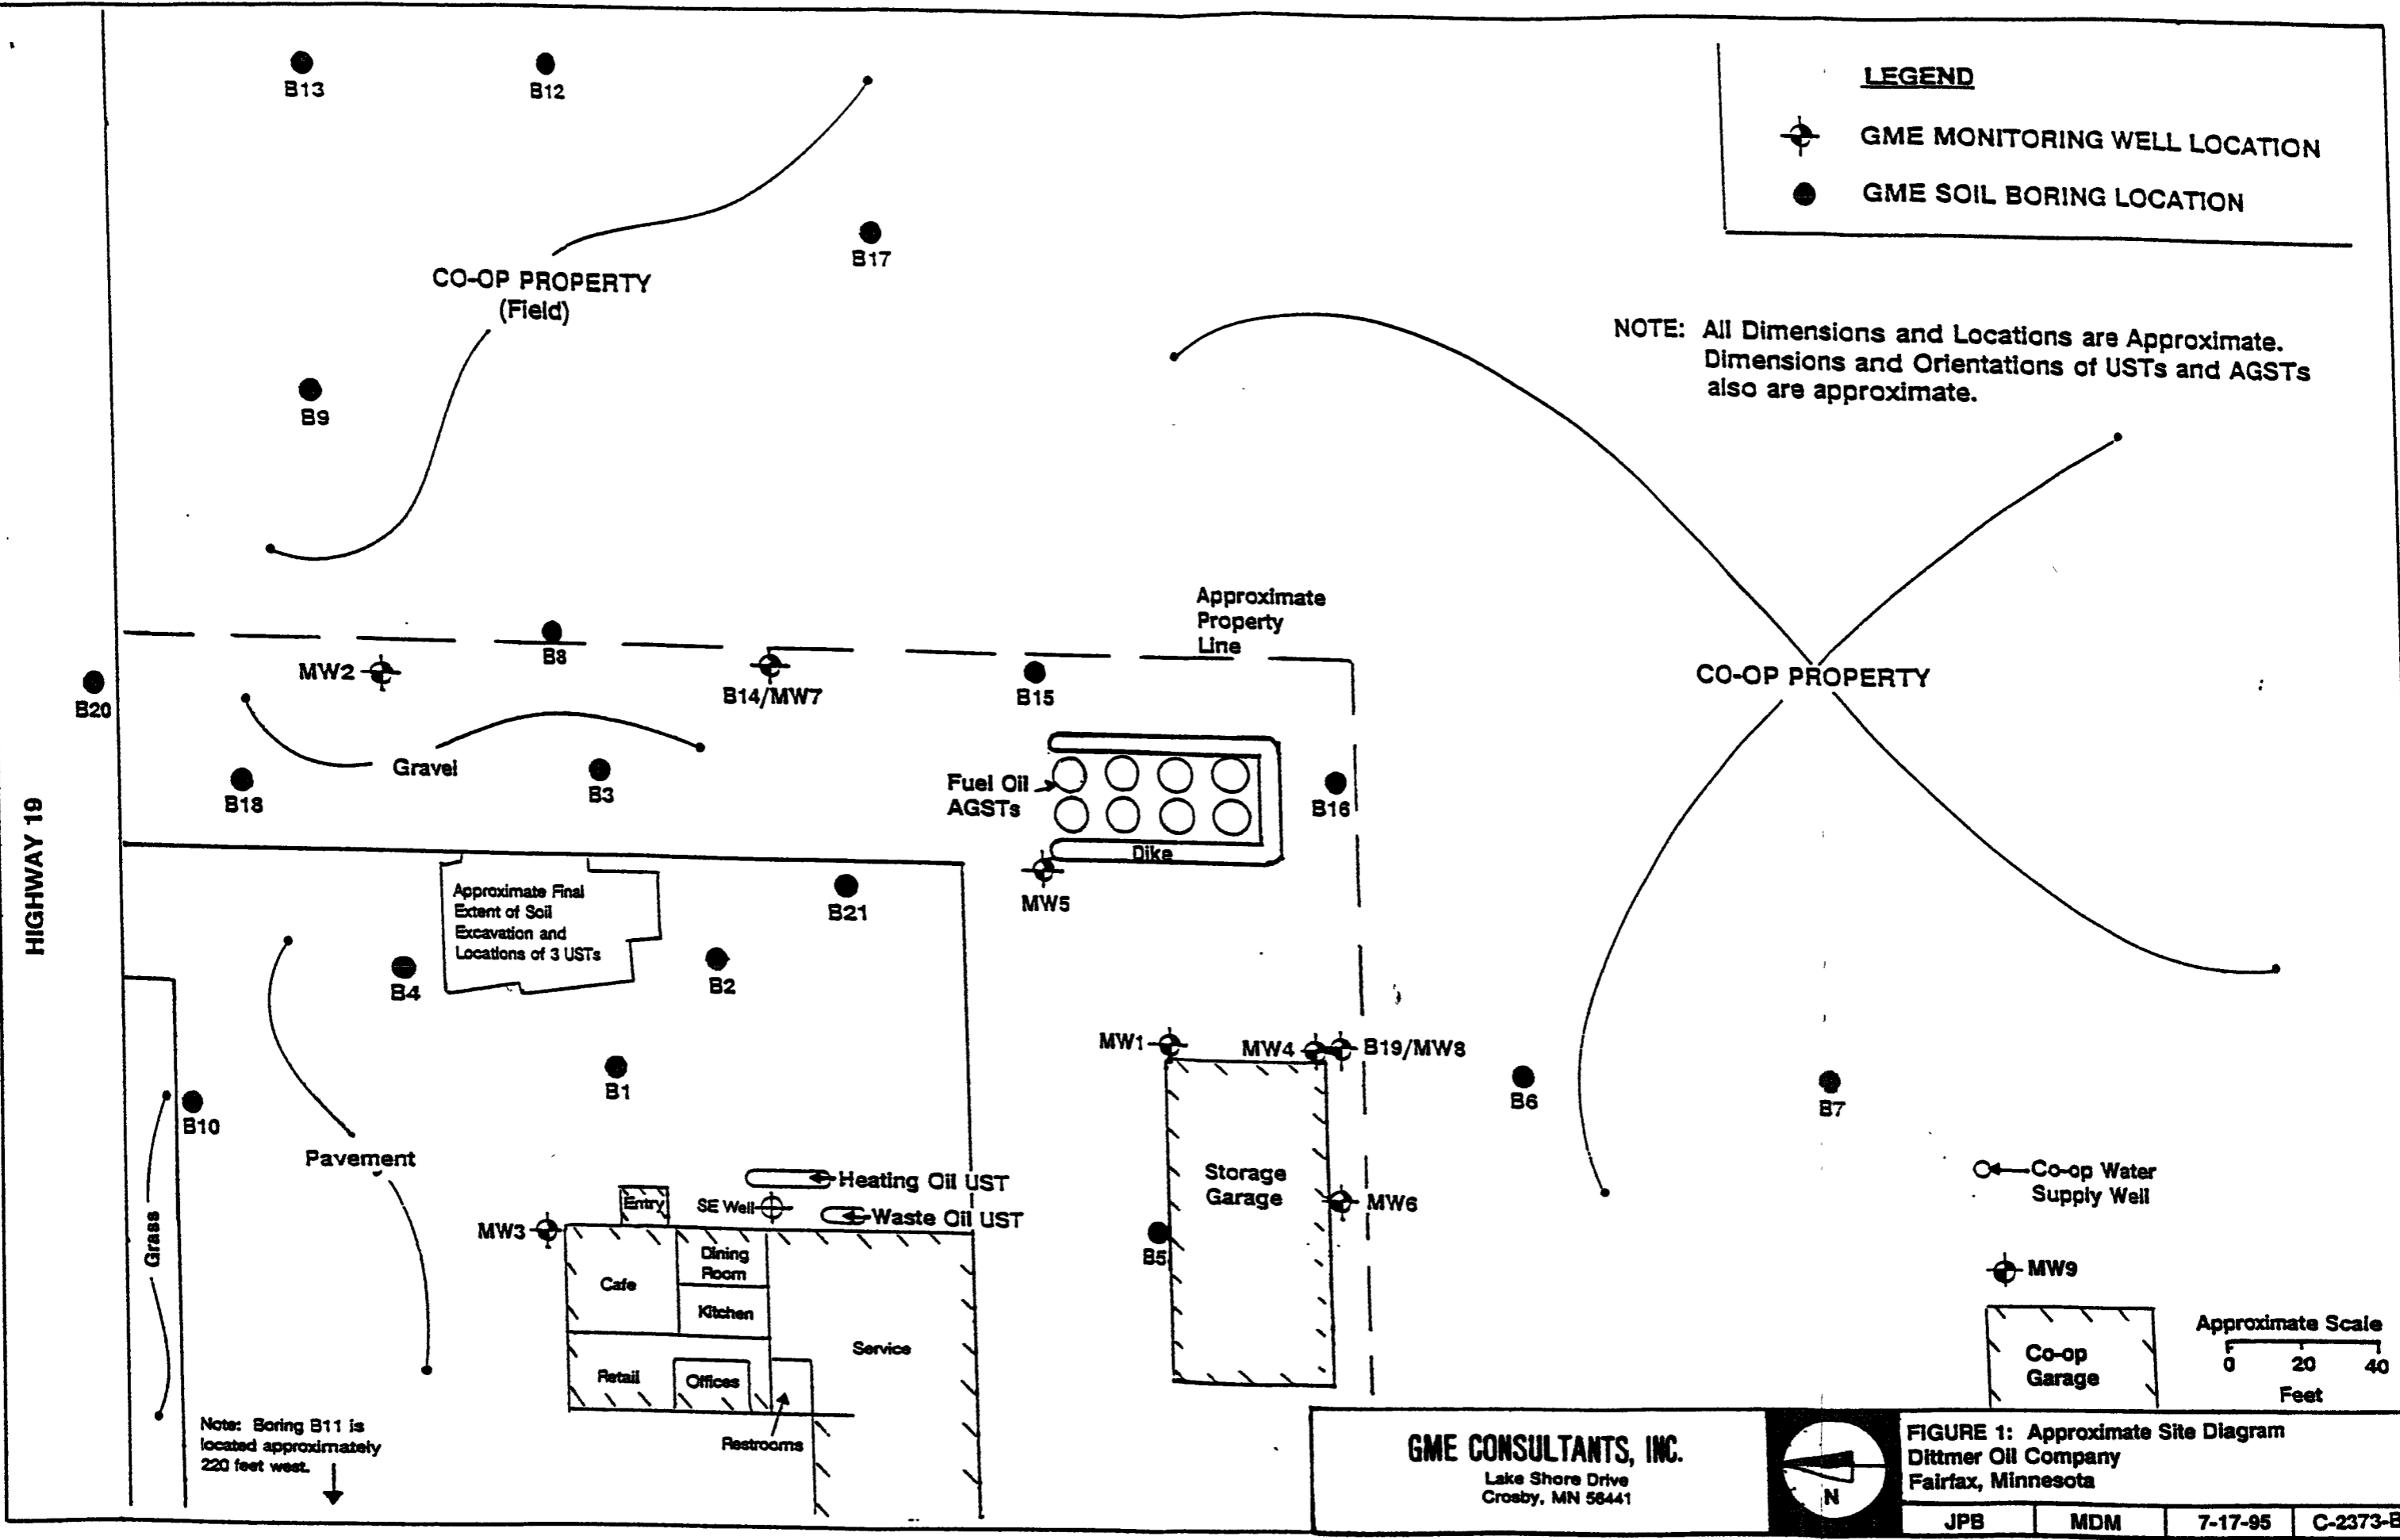 B13
B12
LEGEND
GME MONITORING WELL LOCATION
GME SOIL BORING LOCATION
B17
CO-OP PROPERTY
(Field)
NOTE: All Dimensions and Locations are Approximate.
Dimensions and Orientations of USTs and AGSTs
also are approximate.
B9
Approximate
Property
Line
B8
MW2
B14/MW7
B15
CO-OP PROPERTY
B20
Gravel
B18
B3
Fuel Oil
AGSTs
B16
Dike
HIGHWAY 19
Approximate Final
Extent of Soil
Excavation and
Locations of 3 USTs
B21
MW5
B4
B2
MW1
MW4
B19/MW8
B1
B6
B7
B10
Pavement
Heating Oil UST
Entry
SE Well
Waste Oil UST
Storage
Garage
MW6
Co-op Water
Supply Well
MW3
Grass
Dining
Room
Cafe
Kitchen
B5
MW9
Service
Retail
Offices
Restrooms
Co-op
Garage
Approximate Scale
0 20 40
Feet
Note: Boring B11 is
located approximately
220 feet west.
GME CONSULTANTS, INC.
Lake Shore Drive
Crosby, MN 56441
N
FIGURE 1: Approximate Site Diagram
Dittmer Oil Company
Fairfax, Minnesota
JPB MDM 7-17-95 C-2373-E